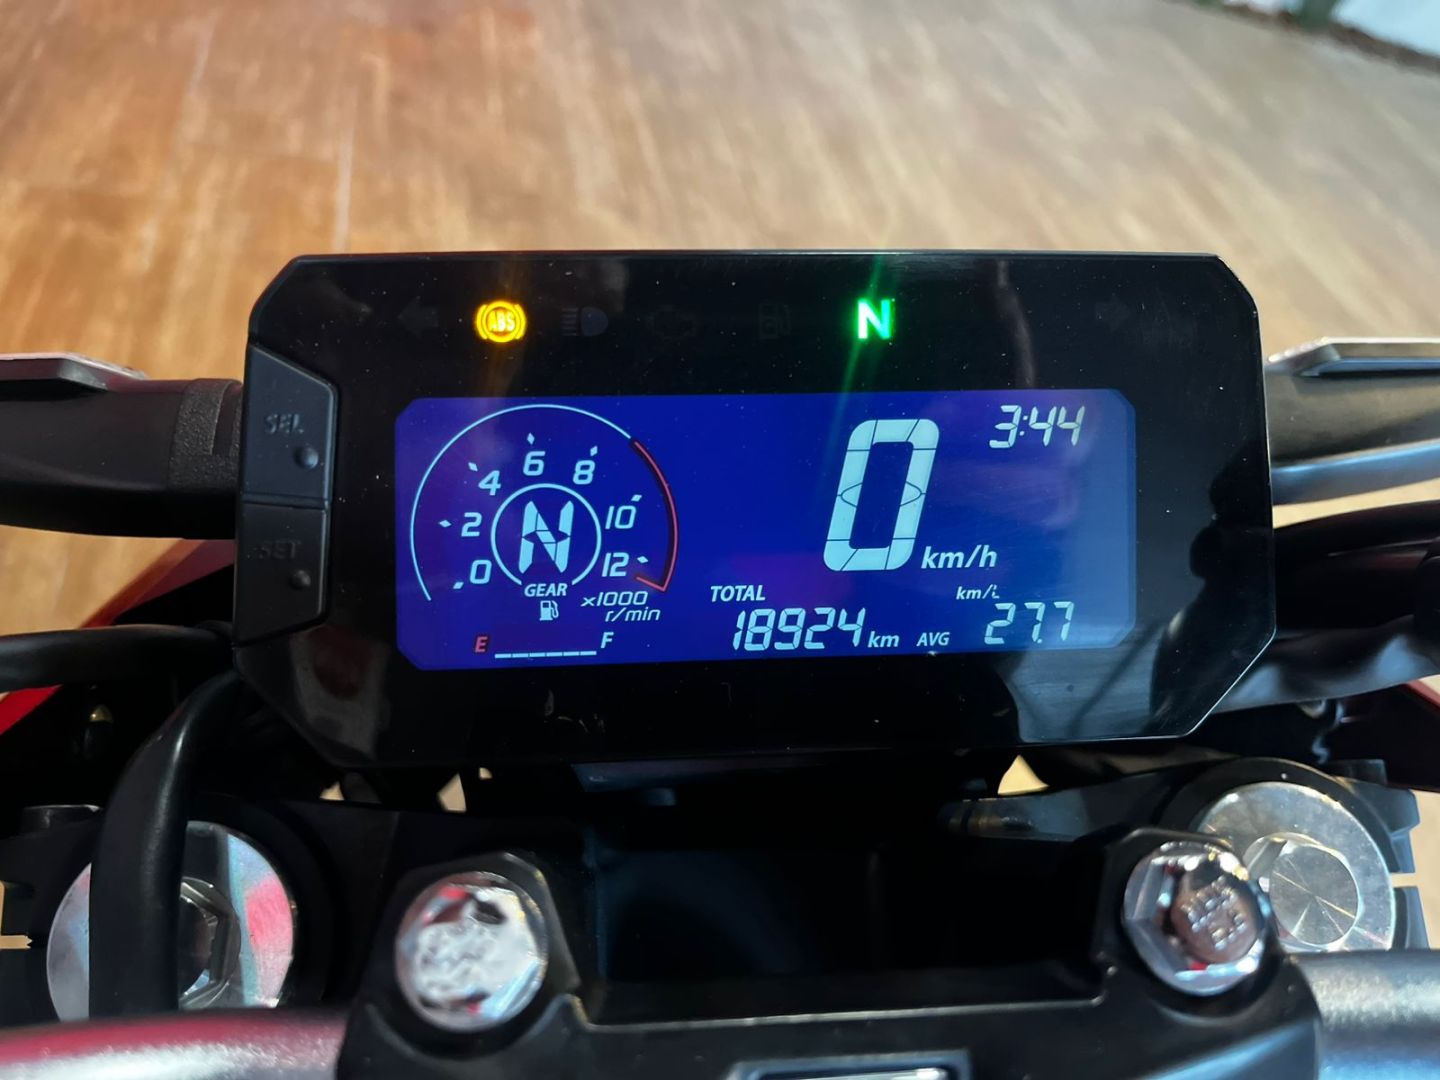 ABS N
SEL
SET
0 2 4 6 8 10 12
N
GEAR
x1000
r/min
E F
3:44
0 km/h
TOTAL km/L
18924 km AVG 27.7